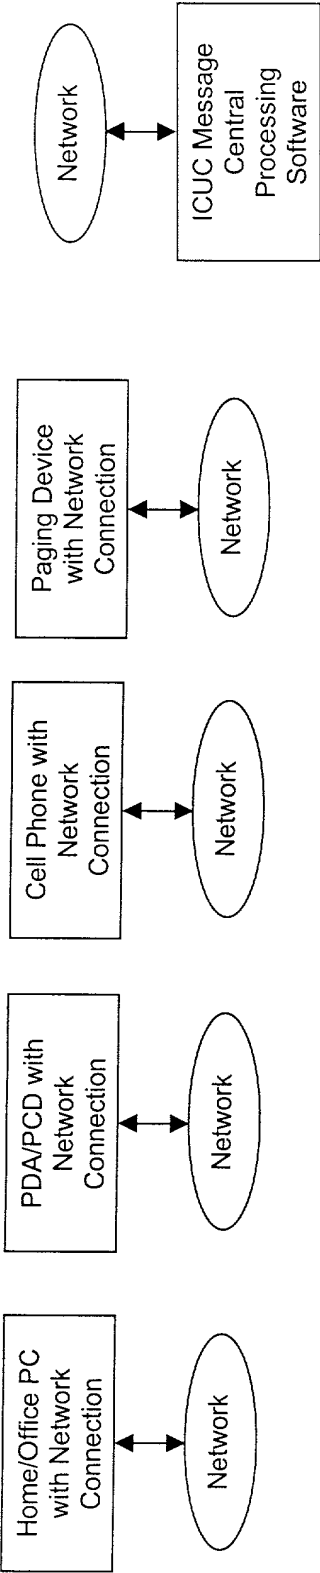 Home/Office PC
with Network
Connection
Network
PDA/PCD with
Network
Connection
Network
Cell Phone with
Network
Connection
Network
Paging Device
with Network
Connection
Network
Network
ICUC Message
Central
Processing
Software